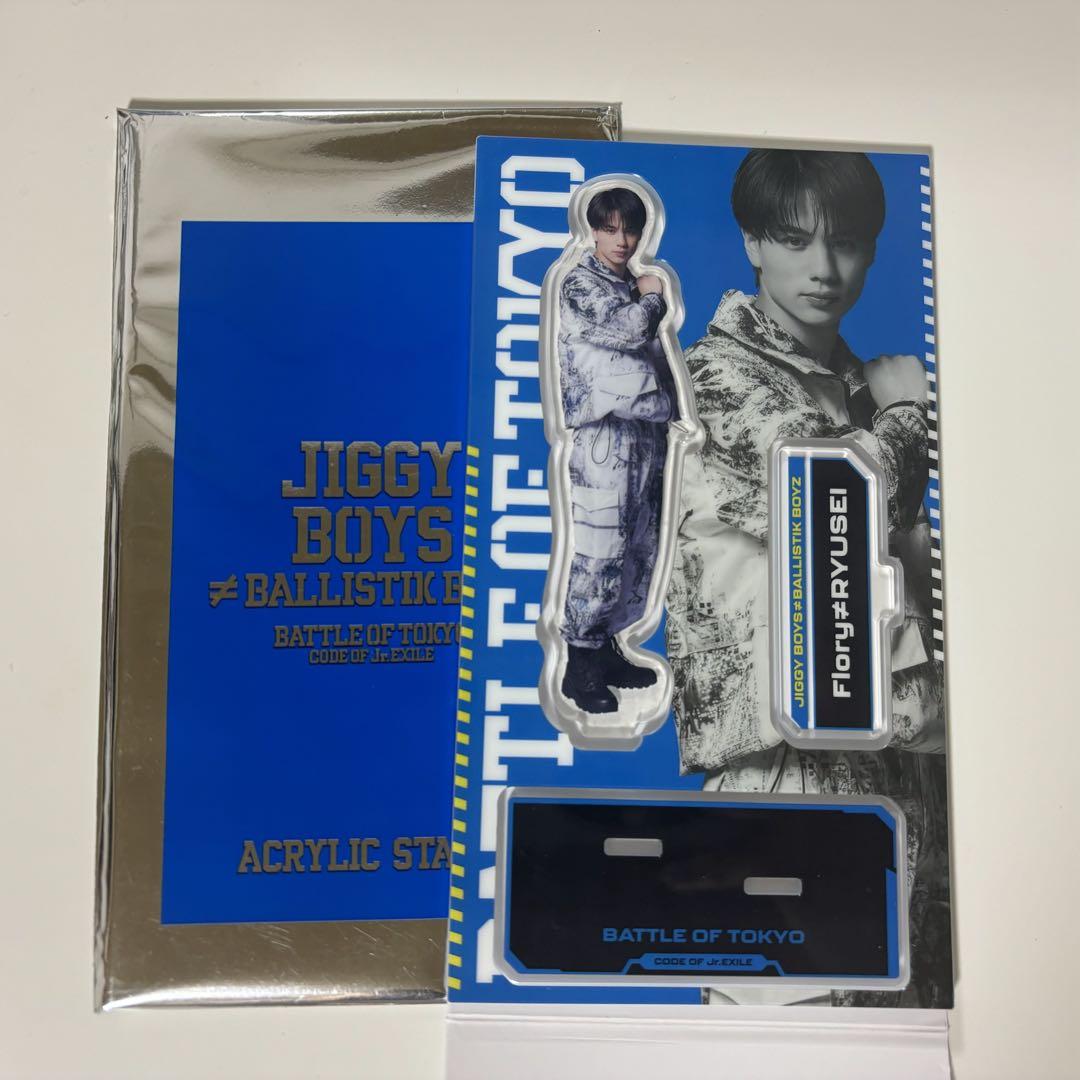 JIGGY
BOYS
≠BALLISTIK B
BATTLE OF TOKYO
CODE OF Jr.EXILE
ACRYLIC STA
BATTLE OF TOKYO
JIGGY BOYS≠BALLISTIK BOYZ
Flory≠RYUSEI
BATTLE OF TOKYO
CODE OF Jr.EXILE